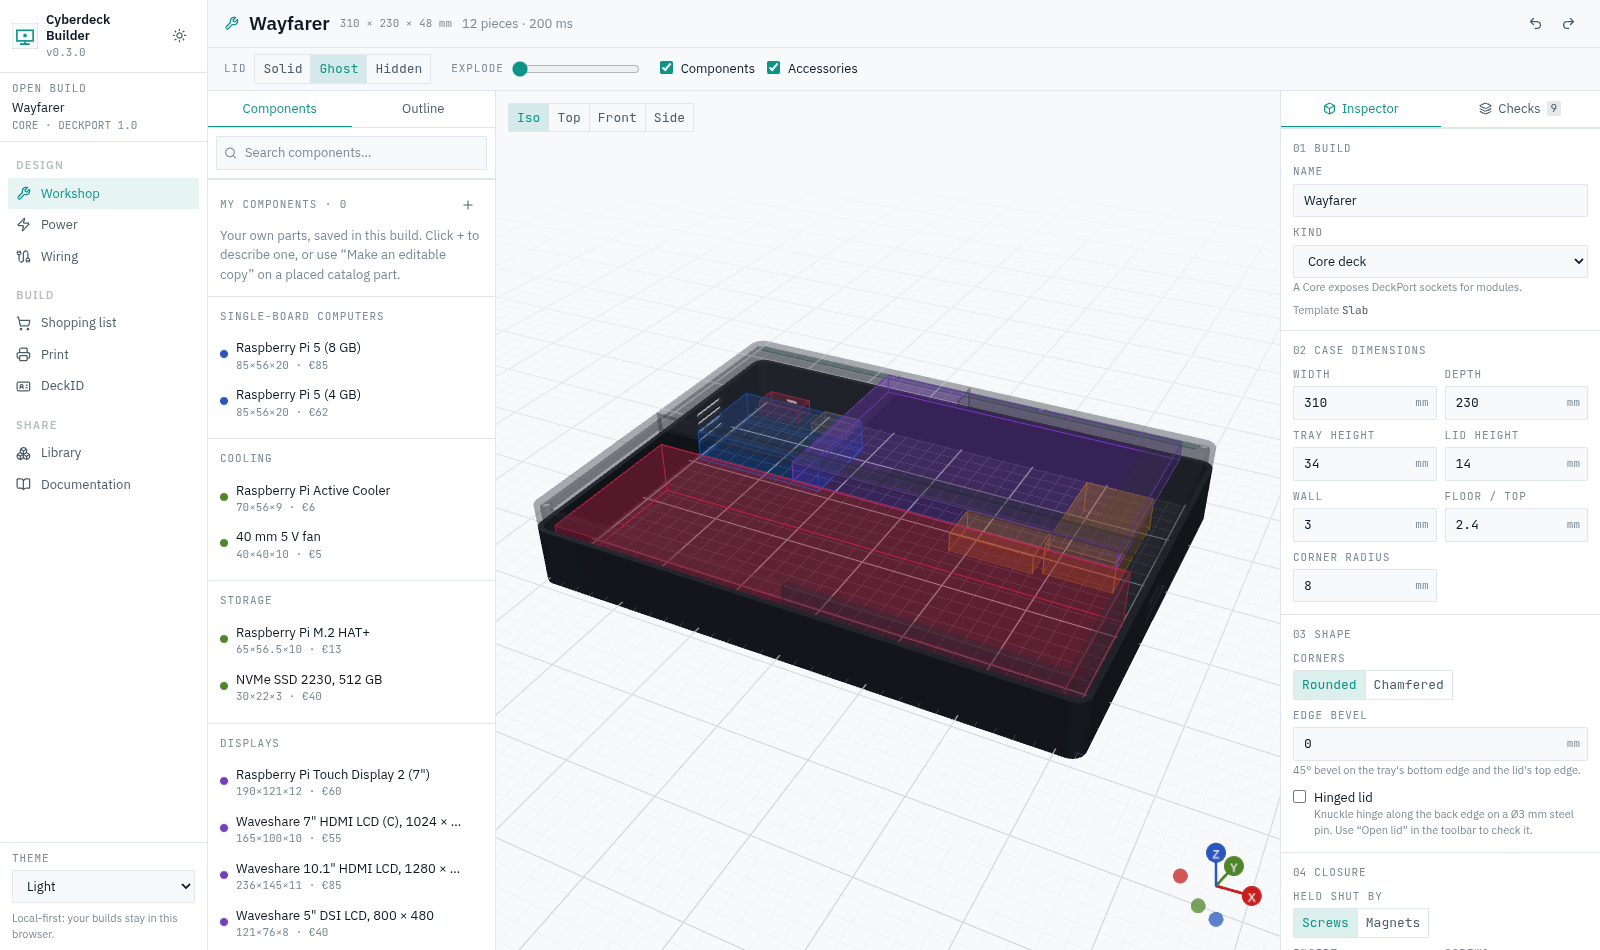 Cyberdeck
Builder
v0.3.0
OPEN BUILD
Wayfarer
CORE · DECKPORT 1.0
DESIGN
Workshop
Power
Wiring
BUILD
Shopping list
Print
DeckID
SHARE
Library
Documentation
THEME
Light
Local-first: your builds stay in this
browser.
Wayfarer 310 × 230 × 48 mm 12 pieces · 200 ms
LID Solid Ghost Hidden EXPLODE Components Accessories
Components Outline
Search components…
MY COMPONENTS · 0
Your own parts, saved in this build. Click + to
describe one, or use “Make an editable
copy” on a placed catalog part.
SINGLE-BOARD COMPUTERS
Raspberry Pi 5 (8 GB)
85×56×20 · €85
Raspberry Pi 5 (4 GB)
85×56×20 · €62
COOLING
Raspberry Pi Active Cooler
70×56×9 · €6
40 mm 5 V fan
40×40×10 · €5
STORAGE
Raspberry Pi M.2 HAT+
65×56.5×10 · €13
NVMe SSD 2230, 512 GB
30×22×3 · €40
DISPLAYS
Raspberry Pi Touch Display 2 (7")
190×121×12 · €60
Waveshare 7" HDMI LCD (C), 1024 × …
165×100×10 · €55
Waveshare 10.1" HDMI LCD, 1280 × …
236×145×11 · €85
Waveshare 5" DSI LCD, 800 × 480
121×76×8 · €40
Iso Top Front Side
Z
Y
X
Inspector Checks 9
01 BUILD
NAME
Wayfarer
KIND
Core deck
A Core exposes DeckPort sockets for modules.
Template Slab
02 CASE DIMENSIONS
WIDTH DEPTH
310 mm 230 mm
TRAY HEIGHT LID HEIGHT
34 mm 14 mm
WALL FLOOR / TOP
3 mm 2.4 mm
CORNER RADIUS
8 mm
03 SHAPE
CORNERS
Rounded Chamfered
EDGE BEVEL
0 mm
45° bevel on the tray's bottom edge and the lid's top edge.
Hinged lid
Knuckle hinge along the back edge on a Ø3 mm steel
pin. Use “Open lid” in the toolbar to check it.
04 CLOSURE
HELD SHUT BY
Screws Magnets